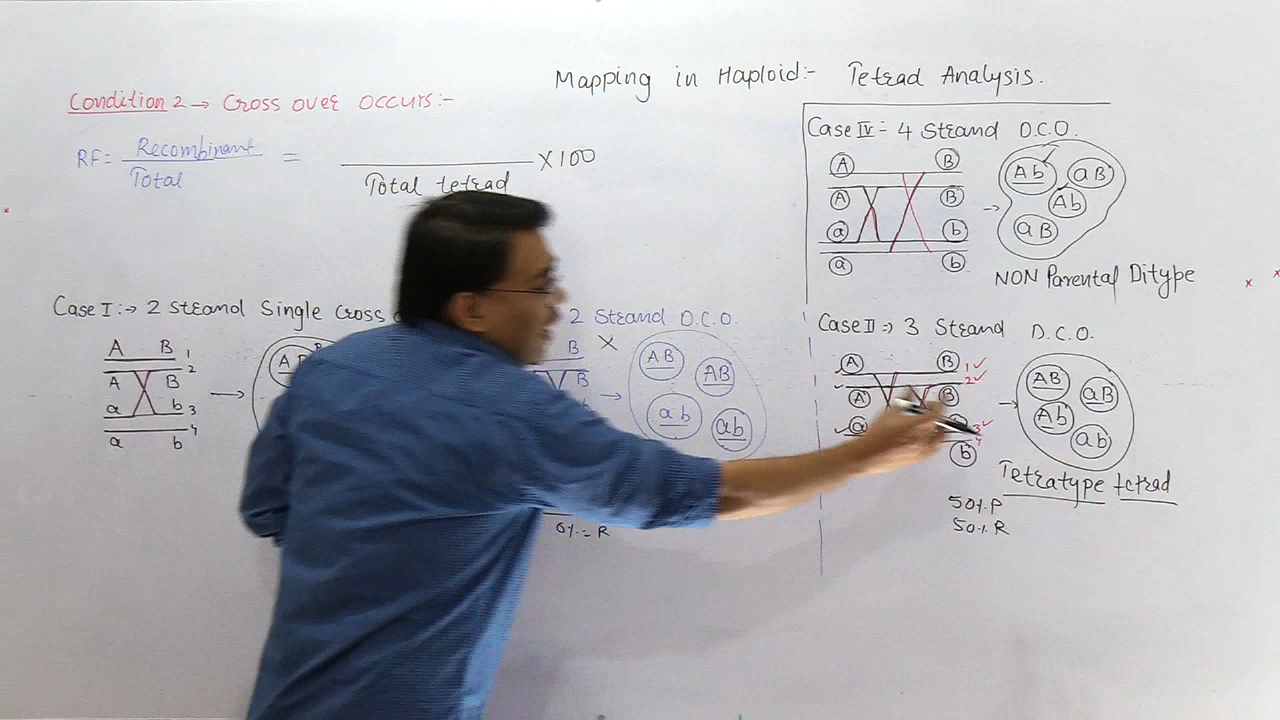 Mapping in Haploid:- Tetrad Analysis.
Condition 2 → Cross over occurs:-
RF = Recombinant / Total = / Total tetrad × 100
Case I :→ 2 strand Single Cross
A B 1
2
A B
a b 3
a b 4
→
AB
2 Strand D.C.O.
B ×
B
→
AB AB
ab ab
0% = R
Case IV = 4 Strand D.C.O.
A B
A B
a b
a b
→
Ab aB
Ab
aB
NON Parental Ditype
Case II :→ 3 Strand D.C.O.
A B 1 ✓
2 ✓
A B
a 3 ✓
4
b
→
AB aB
Ab
ab
Tetratype tetrad
50% P
50% R